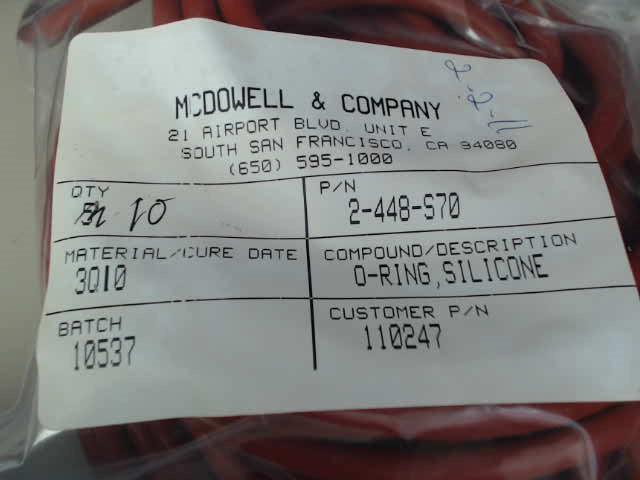 MCDOWELL & COMPANY
21 AIRPORT BLVD. UNIT E
SOUTH SAN FRANCISCO, CA 94080
(650) 595-1000
QTY
10
P/N
2-448-S70
MATERIAL/CURE DATE
3Q10
COMPOUND/DESCRIPTION
O-RING,SILICONE
BATCH
10537
CUSTOMER P/N
110247